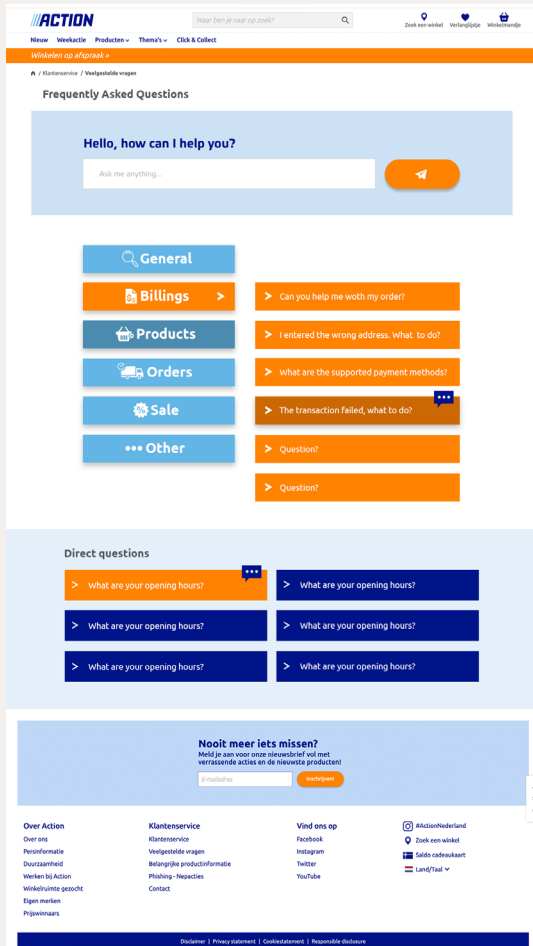 ACTION
Waar ben je naar op zoek?
Zoek een winkel Verlanglijstje Winkelmandje
Nieuw Weekactie Producten Thema's Click & Collect
Winkelen op afspraak »
/ Klantenservice / Veelgestelde vragen
Frequently Asked Questions
Hello, how can I help you?
Ask me anything...
General
Billings >
Products
Orders
Sale
Other
> Can you help me woth my order?
> I entered the wrong address. What to do?
> What are the supported payment methods?
> The transaction failed, what to do?
> Question?
> Question?
Direct questions
> What are your opening hours?
> What are your opening hours?
> What are your opening hours?
> What are your opening hours?
> What are your opening hours?
> What are your opening hours?
Nooit meer iets missen?
Meld je aan voor onze nieuwsbrief vol met
verrassende acties en de nieuwste producten!
E-mailadres
Inschrijven!
Over Action
Over ons
Persinformatie
Duurzaamheid
Werken bij Action
Winkelruimte gezocht
Eigen merken
Prijswinnaars
Klantenservice
Klantenservice
Veelgestelde vragen
Belangrijke productinformatie
Phishing - Nepacties
Contact
Vind ons op
Facebook
Instagram
Twitter
YouTube
#ActionNederland
Zoek een winkel
Saldo cadeaukaart
Land/Taal
Disclaimer | Privacy statement | Cookiestatement | Responsible disclosure